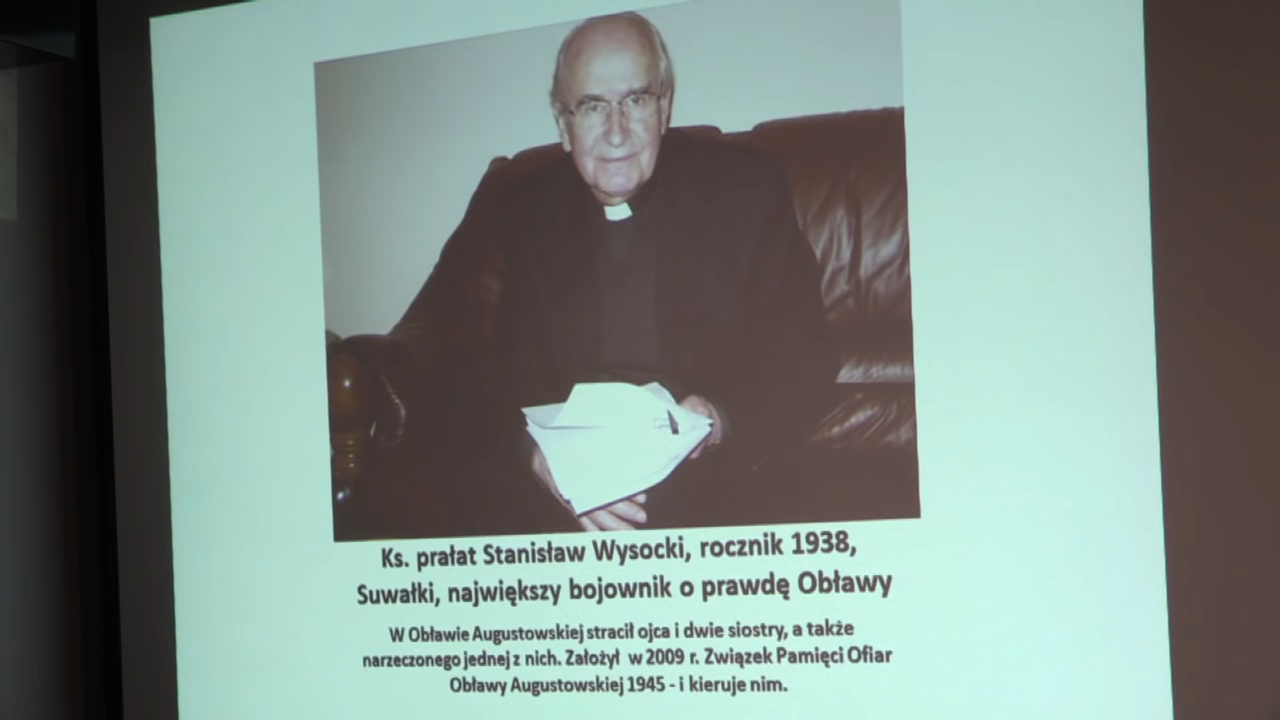 Ks. prałat Stanisław Wysocki, rocznik 1938,
Suwałki, największy bojownik o prawdę Obławy
W Obławie Augustowskiej stracił ojca i dwie siostry, a także
narzeczonego jednej z nich. Założył w 2009 r. Związek Pamięci Ofiar
Obławy Augustowskiej 1945 - i kieruje nim.